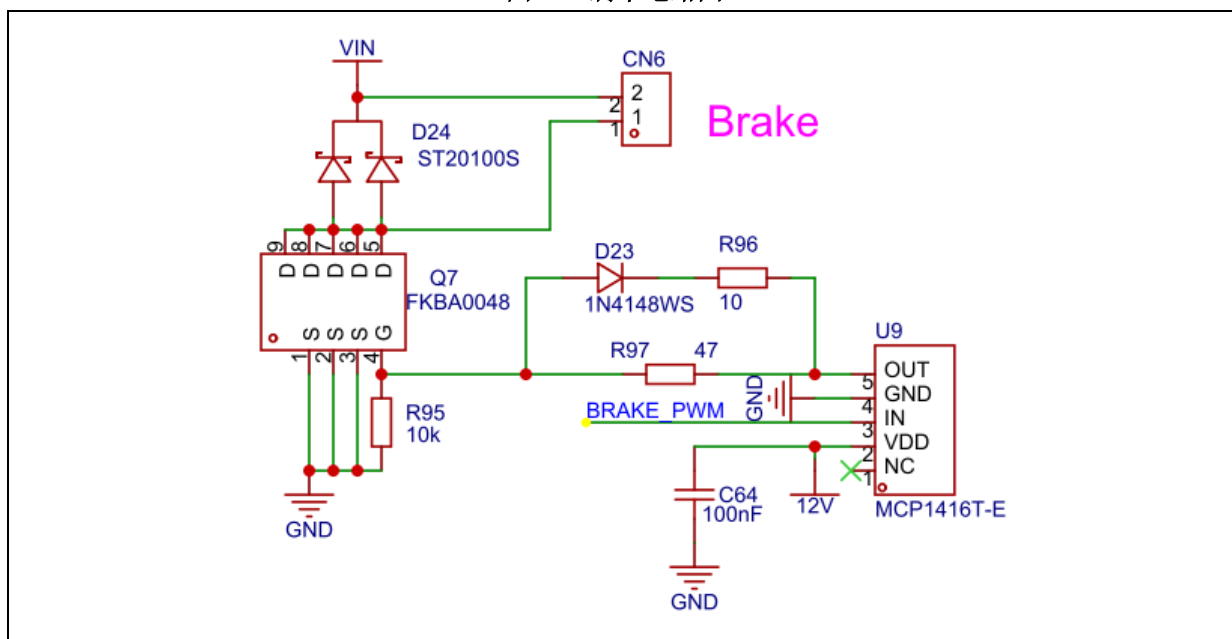 VIN
CN6
2
2
1
1
Brake
D24
ST20100S
9
8
7
6
5
D
D
D
D
D
Q7
FKBA0048
S
S
S
G
1
2
3
4
D23
1N4148WS
R96
10
R97
47
U9
OUT
5
GND
4
IN
3
VDD
2
NC
1
MCP1416T-E
GND
BRAKE_PWM
R95
10k
GND
C64
100nF
12V
GND